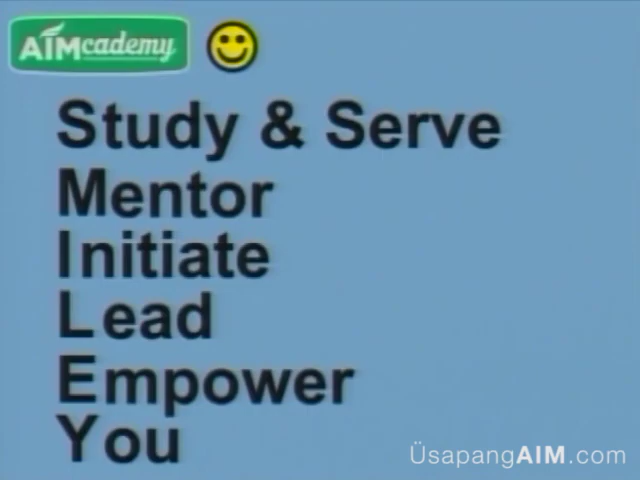 AIMcademy
Study & Serve
Mentor
Initiate
Lead
Empower
You
ÜsapangAIM.com